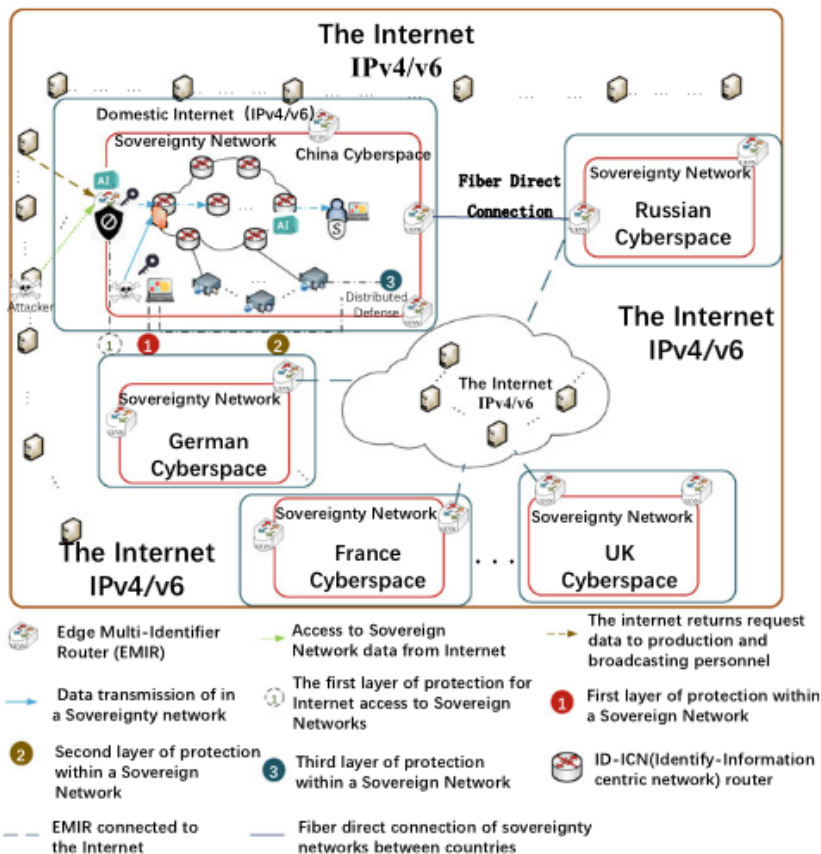 The Internet
IPv4/v6
Domestic Internet (IPv4/v6)
Sovereignty Network
China Cyberspace
AI
AI
S
Attacker
3
Distributed
Defense
1
1
2
Fiber Direct
Connection
Sovereignty Network
Russian
Cyberspace
The Internet
IPv4/v6
The Internet
IPv4/v6
Sovereignty Network
German
Cyberspace
Sovereignty Network
France
Cyberspace
Sovereignty Network
UK
Cyberspace
The Internet
IPv4/v6
Edge Multi-Identifier
Router (EMIR)
Access to Sovereign
Network data from Internet
The internet returns request
data to production and
broadcasting personnel
Data transmission of in
a Sovereignty network
1
The first layer of protection for
Internet access to Sovereign
Networks
1
First layer of protection within
a Sovereign Network
2
Second layer of protection
within a Sovereign
Network
3
Third layer of protection
within a Sovereign Network
ID-ICN(Identify-Information
centric network) router
EMIR connected to
the Internet
Fiber direct connection of sovereignty
networks between countries